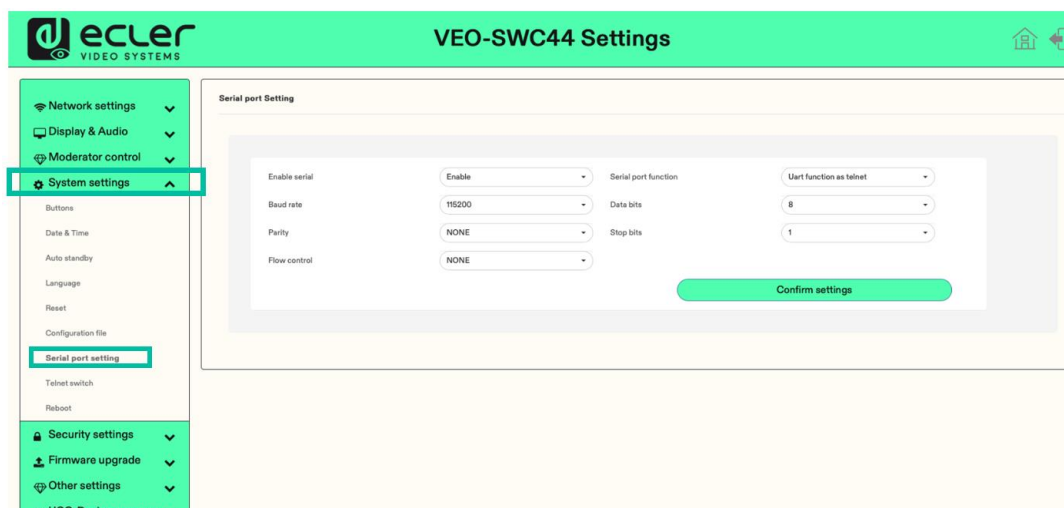 ecler
VIDEO SYSTEMS
VEO-SWC44 Settings
Network settings
Display & Audio
Moderator control
System settings
Buttons
Date & Time
Auto standby
Language
Reset
Configuration file
Serial port setting
Telnet switch
Reboot
Security settings
Firmware upgrade
Other settings
Serial port Setting
Enable serial Enable Serial port function Uart function as telnet
Baud rate 115200 Data bits 8
Parity NONE Stop bits 1
Flow control NONE
Confirm settings